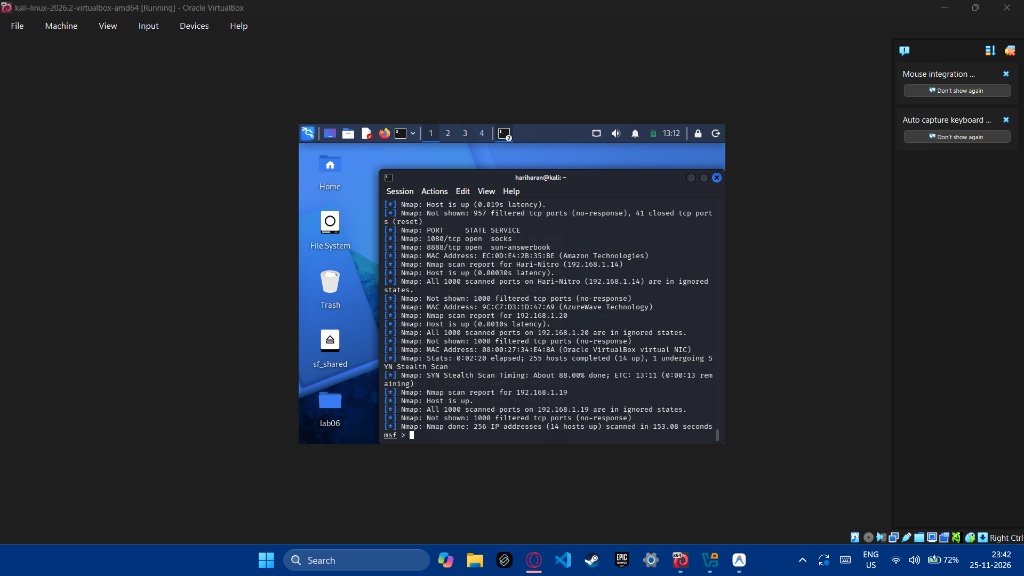 kali-linux-2026.2-virtualbox-amd64 [Running] - Oracle VirtualBox
File Machine View Input Devices Help
Mouse integration ...
Don't show again
Auto capture keyboard ...
Don't show again
1 2 3 4
13:12
Home
File System
Trash
sf_shared
lab06
hariharan@kali: ~
Session Actions Edit View Help
[*] Nmap: Host is up (0.019s latency).
[*] Nmap: Not shown: 957 filtered tcp ports (no-response), 41 closed tcp port
s (reset)
[*] Nmap: PORT STATE SERVICE
[*] Nmap: 1080/tcp open socks
[*] Nmap: 8888/tcp open sun-answerbook
[*] Nmap: MAC Address: EC:0D:E4:2B:35:BE (Amazon Technologies)
[*] Nmap: Nmap scan report for Hari-Nitro (192.168.1.14)
[*] Nmap: Host is up (0.00030s latency).
[*] Nmap: All 1000 scanned ports on Hari-Nitro (192.168.1.14) are in ignored
states.
[*] Nmap: Not shown: 1000 filtered tcp ports (no-response)
[*] Nmap: MAC Address: 9C:C7:D3:1D:47:A9 (AzureWave Technology)
[*] Nmap: Nmap scan report for 192.168.1.20
[*] Nmap: Host is up (0.0010s latency).
[*] Nmap: All 1000 scanned ports on 192.168.1.20 are in ignored states.
[*] Nmap: Not shown: 1000 filtered tcp ports (no-response)
[*] Nmap: MAC Address: 08:00:27:34:E4:8A (Oracle VirtualBox virtual NIC)
[*] Nmap: Stats: 0:02:20 elapsed; 255 hosts completed (14 up), 1 undergoing S
YN Stealth Scan
[*] Nmap: SYN Stealth Scan Timing: About 88.00% done; ETC: 13:11 (0:00:13 rem
aining)
[*] Nmap: Nmap scan report for 192.168.1.19
[*] Nmap: Host is up.
[*] Nmap: All 1000 scanned ports on 192.168.1.19 are in ignored states.
[*] Nmap: Not shown: 1000 filtered tcp ports (no-response)
[*] Nmap: Nmap done: 256 IP addresses (14 hosts up) scanned in 153.08 seconds
msf >
Right Ctrl
Search
ENG
US
72%
23:42
25-11-2026